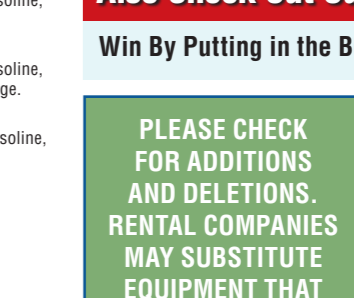 soline,
Win By Putting in the B
soline,
ge.
soline,
PLEASE CHECK
FOR ADDITIONS
AND DELETIONS.
RENTAL COMPANIES
MAY SUBSTITUTE
EQUIPMENT THAT